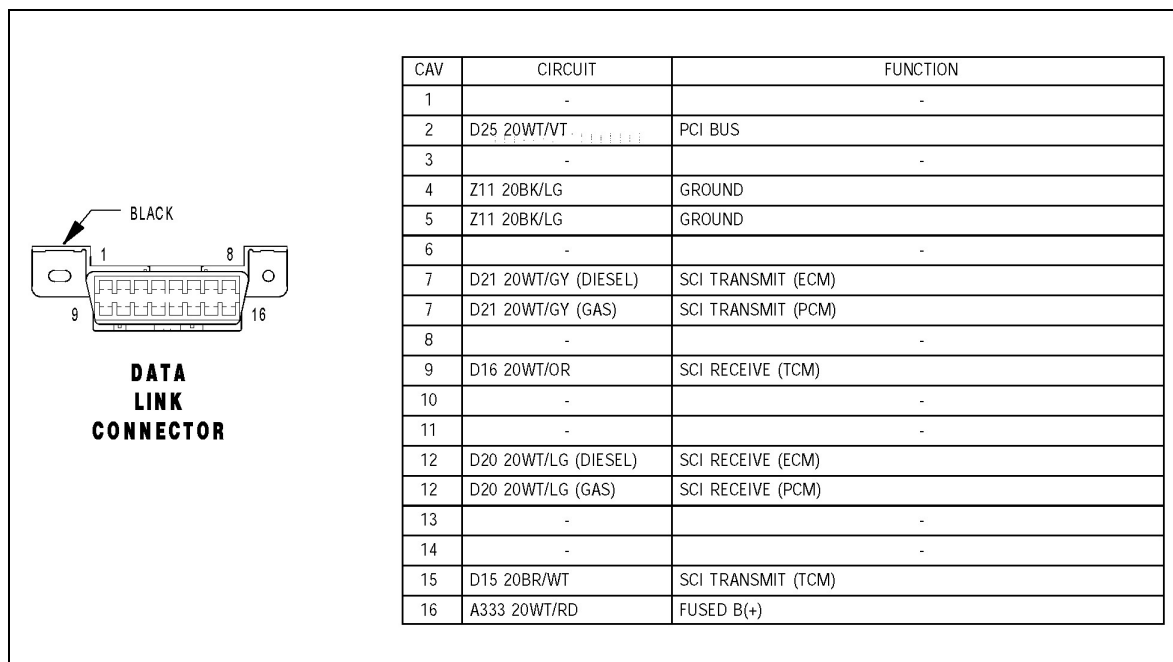 BLACK
1 8
9 16
DATA
LINK
CONNECTOR
CAV CIRCUIT FUNCTION
1 - -
2 D25 20WT/VT PCI BUS
3 - -
4 Z11 20BK/LG GROUND
5 Z11 20BK/LG GROUND
6 - -
7 D21 20WT/GY (DIESEL) SCI TRANSMIT (ECM)
7 D21 20WT/GY (GAS) SCI TRANSMIT (PCM)
8 - -
9 D16 20WT/OR SCI RECEIVE (TCM)
10 - -
11 - -
12 D20 20WT/LG (DIESEL) SCI RECEIVE (ECM)
12 D20 20WT/LG (GAS) SCI RECEIVE (PCM)
13 - -
14 - -
15 D15 20BR/WT SCI TRANSMIT (TCM)
16 A333 20WT/RD FUSED B(+)